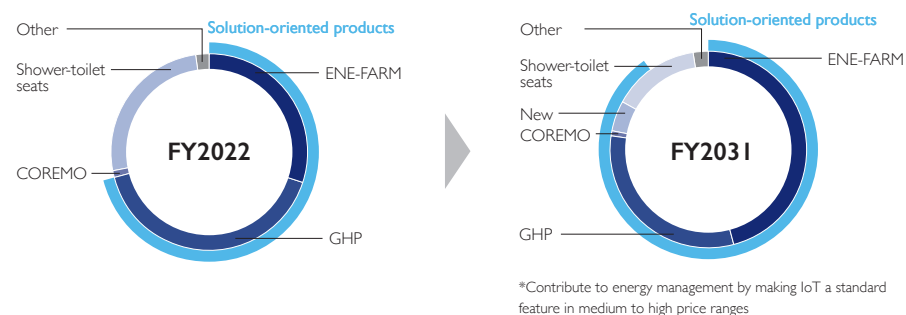 Other
Solution-oriented products
Shower-toilet
seats
ENE-FARM
FY2022
COREMO
GHP
Solution-oriented products
Other
ENE-FARM
Shower-toilet
seats
New
COREMO
FY2031
GHP
*Contribute to energy management by making IoT a standard
feature in medium to high price ranges